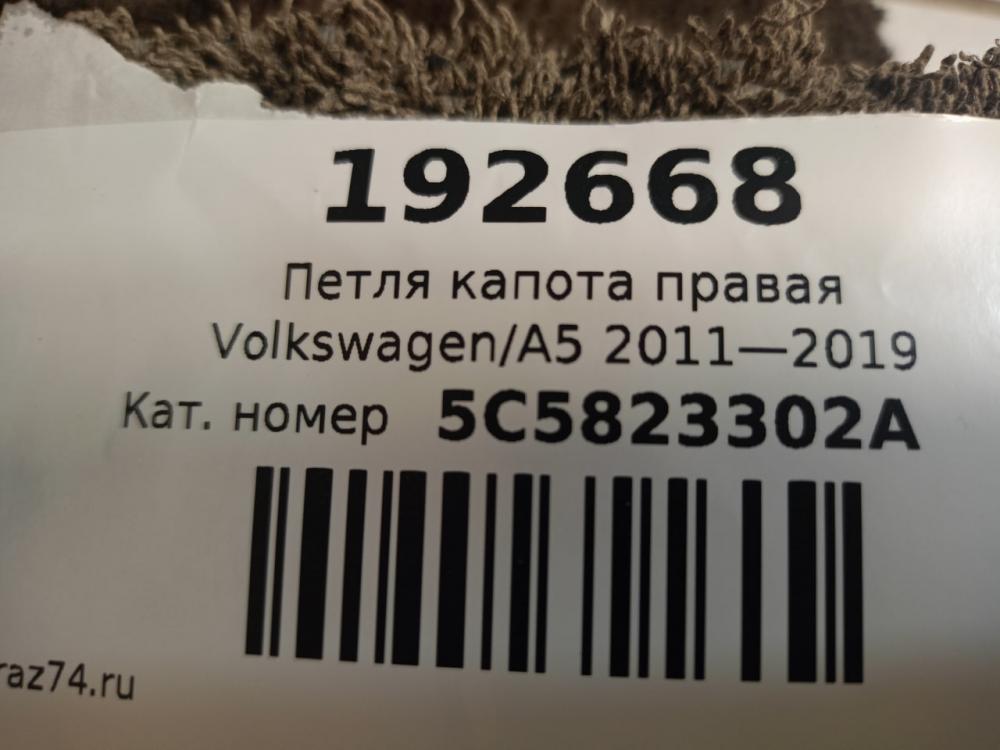 192668
Петля капота правая
Volkswagen/A5 2011—2019
Кат. номер 5C5823302A
raz74.ru